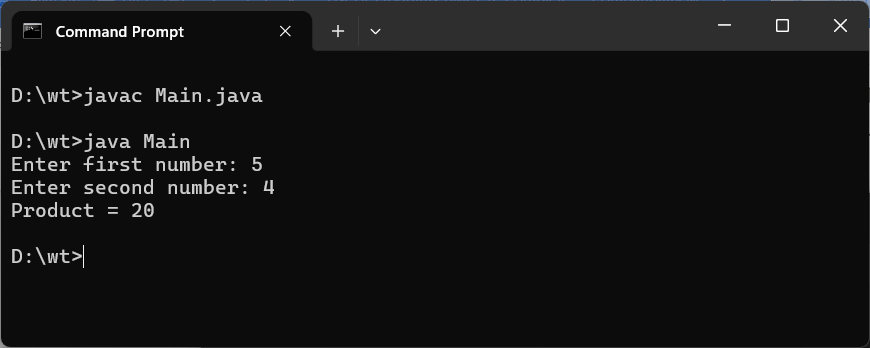 Command Prompt
D:\wt>javac Main.java
D:\wt>java Main
Enter first number: 5
Enter second number: 4
Product = 20
D:\wt>